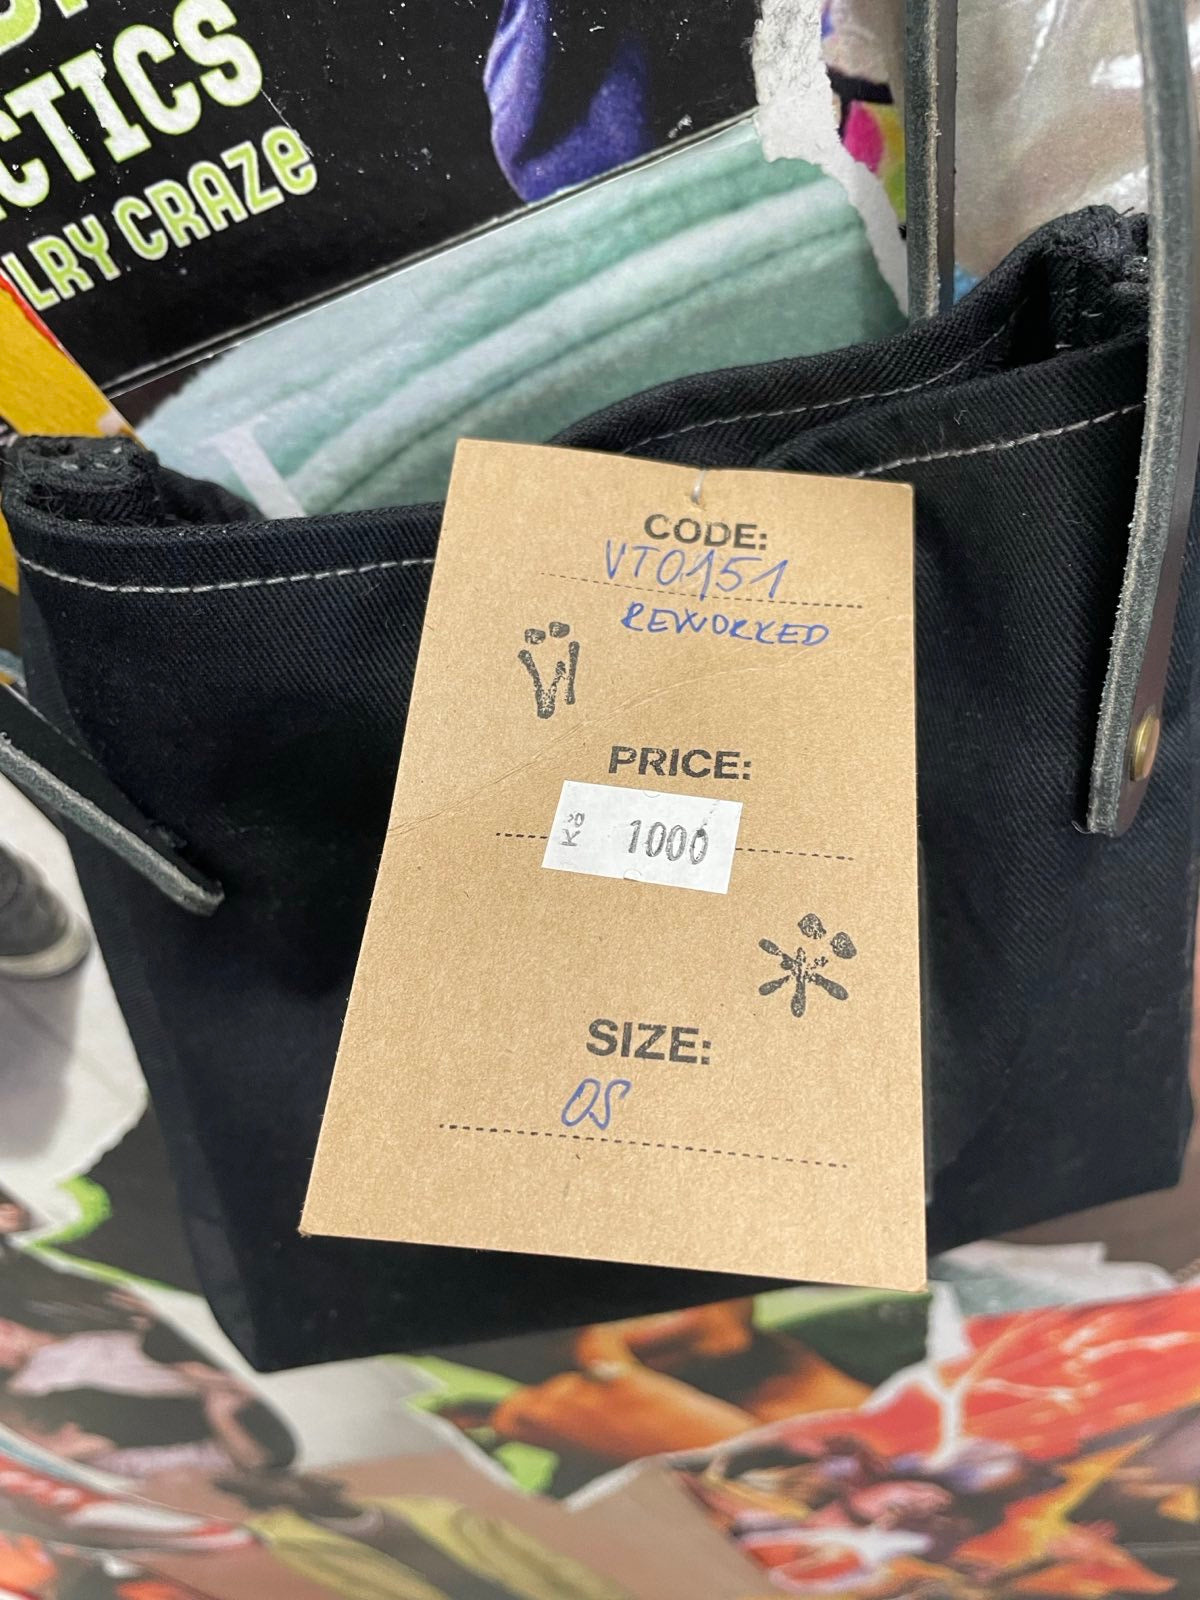 CTICS
LRY CRAZe
CODE:
VT0151
REWORKED
PRICE:
Kč 1000
SIZE:
OS